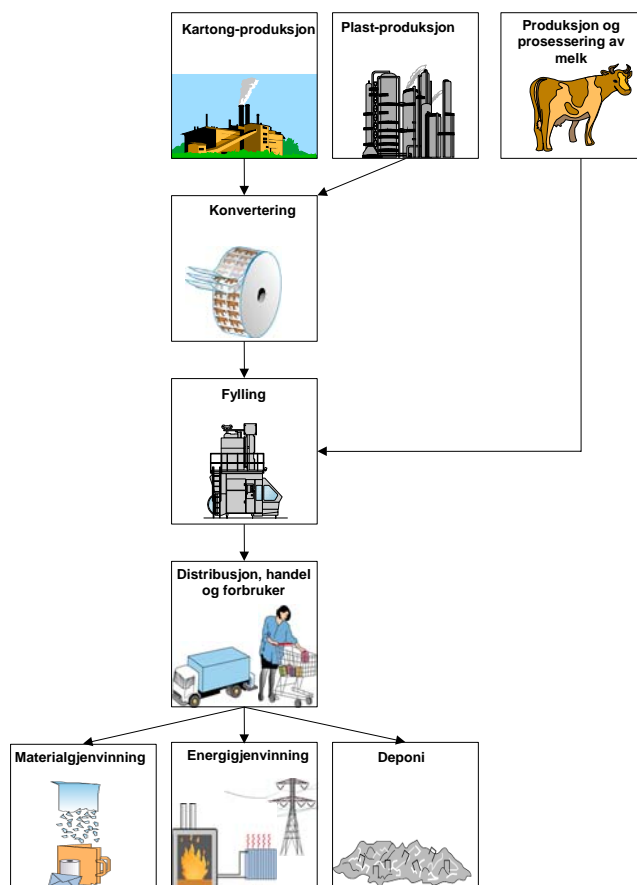 Kartong-produksjon
Plast-produksjon
Produksjon og
prosessering av
melk
Konvertering
Fylling
Distribusjon, handel
og forbruker
Materialgjenvinning
Energigjenvinning
Deponi